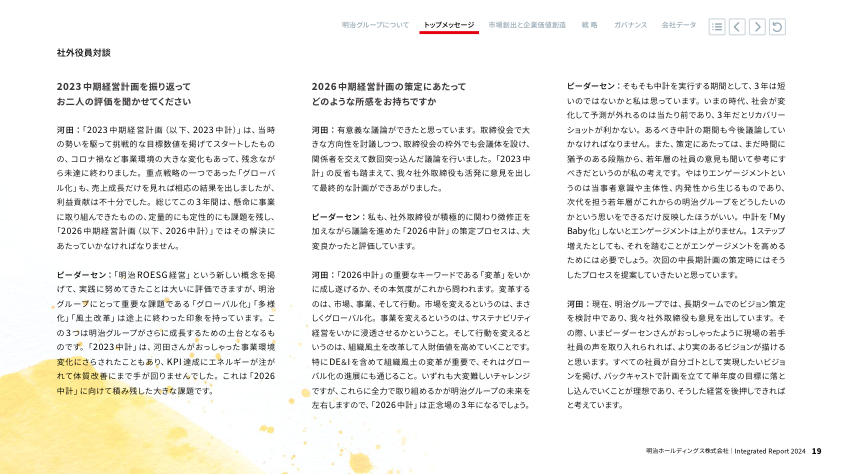 明治グループについて トップメッセージ 市場創出と企業価値創造 戦 略 ガバナンス 会社データ
社外役員対談
2023中期経営計画を振り返って
お二人の評価を聞かせてください
河田：「2023中期経営計画（以下、2023中計）」は、当時
の勢いを駆って挑戦的な目標数値を掲げてスタートしたもの
の、コロナ禍など事業環境の大きな変化もあって、残念なが
ら未達に終わりました。重点戦略の一つであった「グローバ
ル化」も、売上成長だけを見れば相応の結果を出しましたが、
利益貢献は不十分でした。総じてこの3年間は、懸命に事業
に取り組んできたものの、定量的にも定性的にも課題を残し、
「2026中期経営計画（以下、2026中計）」ではその解決に
あたっていかなければなりません。
ピーダーセン：「明治ROESG経営」という新しい概念を掲
げて、実践に努めてきたことは大いに評価できますが、明治
グループにとって重要な課題である「グローバル化」「多様
化」「風土改革」は途上に終わった印象を持っています。こ
の3つは明治グループがさらに成長するための土台となるも
のです。「2023中計」は、河田さんがおっしゃった事業環境
変化にさらされたこともあり、KPI達成にエネルギーが注が
れて体質改善にまで手が回りませんでした。これは「2026
中計」に向けて積み残した大きな課題です。
2026中期経営計画の策定にあたって
どのような所感をお持ちですか
河田：有意義な議論ができたと思っています。取締役会で大
きな方向性を討議しつつ、取締役会の枠外でも会議体を設け、
関係者を交えて数回突っ込んだ議論を行いました。「2023中
計」の反省も踏まえて、我々社外取締役も活発に意見を出し
て最終的な計画ができあがりました。
ピーダーセン：私も、社外取締役が積極的に関わり微修正を
加えながら議論を進めた「2026中計」の策定プロセスは、大
変良かったと評価しています。
河田：「2026中計」の重要なキーワードである「変革」をいか
に成し遂げるか、その本気度がこれから問われます。変革する
のは、市場、事業、そして行動。市場を変えるというのは、まさ
しくグローバル化。事業を変えるというのは、サステナビリティ
経営をいかに浸透させるかということ。そして行動を変えると
いうのは、組織風土を改革して人財価値を高めていくことです。
特にDE&Iを含めて組織風土の変革が重要で、それはグロー
バル化の進展にも通じること。いずれも大変難しいチャレンジ
ですが、これらに全力で取り組めるかが明治グループの未来を
左右しますので、「2026中計」は正念場の3年になるでしょう。
ピーダーセン：そもそも中計を実行する期間として、3年は短
いのではないかと私は思っています。いまの時代、社会が変
化して予測が外れるのは当たり前であり、3年だとリカバリー
ショットが利かない。あるべき中計の期間も今後議論してい
かなければなりません。また、策定にあたっては、まだ時間に
猶予のある段階から、若年層の社員の意見も聞いて参考にす
べきだというのが私の考えです。やはりエンゲージメントとい
うのは当事者意識や主体性、内発性から生じるものであり、
次代を担う若年層がこれからの明治グループをどうしたいの
かという思いをできるだけ反映したほうがいい。中計を「My
Baby化」しないとエンゲージメントは上がりません。1ステップ
増えたとしても、それを踏むことがエンゲージメントを高める
ためには必要でしょう。次回の中長期計画の策定時にはそう
したプロセスを提案していきたいと思っています。
河田：現在、明治グループでは、長期タームでのビジョン策定
を検討中であり、我々社外取締役も意見を出しています。そ
の際、いまピーダーセンさんがおっしゃたように現場の若手
社員の声を取り入れられれば、より実のあるビジョンが描ける
と思います。すべての社員が自分ゴトとして実現したいビジョ
ンを掲げ、バックキャストで計画を立てて単年度の目標に落と
し込んでいくことが理想であり、そうした経営を後押しできれば
と考えています。
明治ホールディングス株式会社｜Integrated Report 2024 19